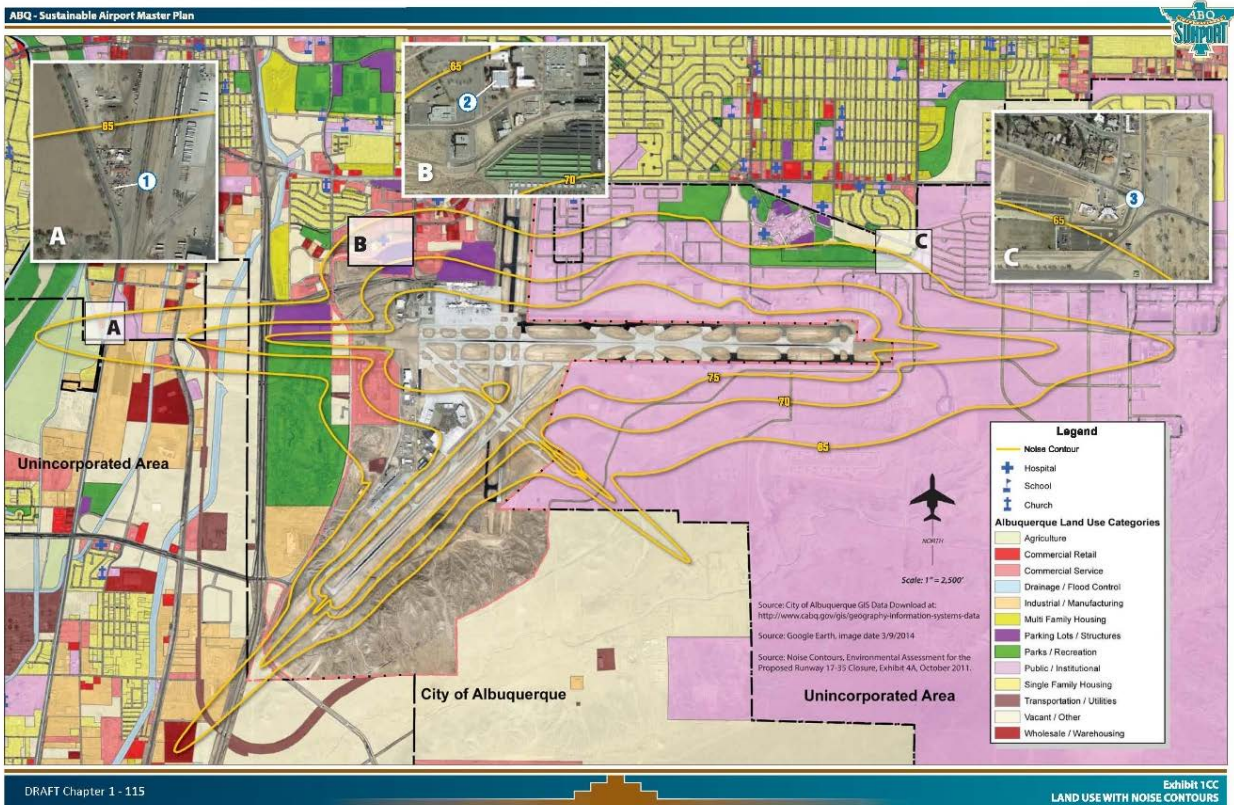 ABQ - Sustainable Airport Master Plan
ABQ
SUNPORT
65
1
A
65
2
B
70
65
3
C
A
B
C
75
70
65
Unincorporated Area
City of Albuquerque
Unincorporated Area
NORTH
Scale: 1" = 2,500'
Source: City of Albuquerque GIS Data Download at:
http://www.cabq.gov/gis/geography-information-systems-data
Source: Google Earth, image date 3/9/2014
Source: Noise Contours, Environmental Assessment for the
Proposed Runway 17-35 Closure, Exhibit 4A, October 2011.
Legend
Noise Contour
Hospital
School
Church
Albuquerque Land Use Categories
Agriculture
Commercial Retail
Commercial Service
Drainage / Flood Control
Industrial / Manufacturing
Multi Family Housing
Parking Lots / Structures
Parks / Recreation
Public / Institutional
Single Family Housing
Transportation / Utilities
Vacant / Other
Wholesale / Warehousing
DRAFT Chapter 1 - 115
Exhibit 1CC
LAND USE WITH NOISE CONTOURS